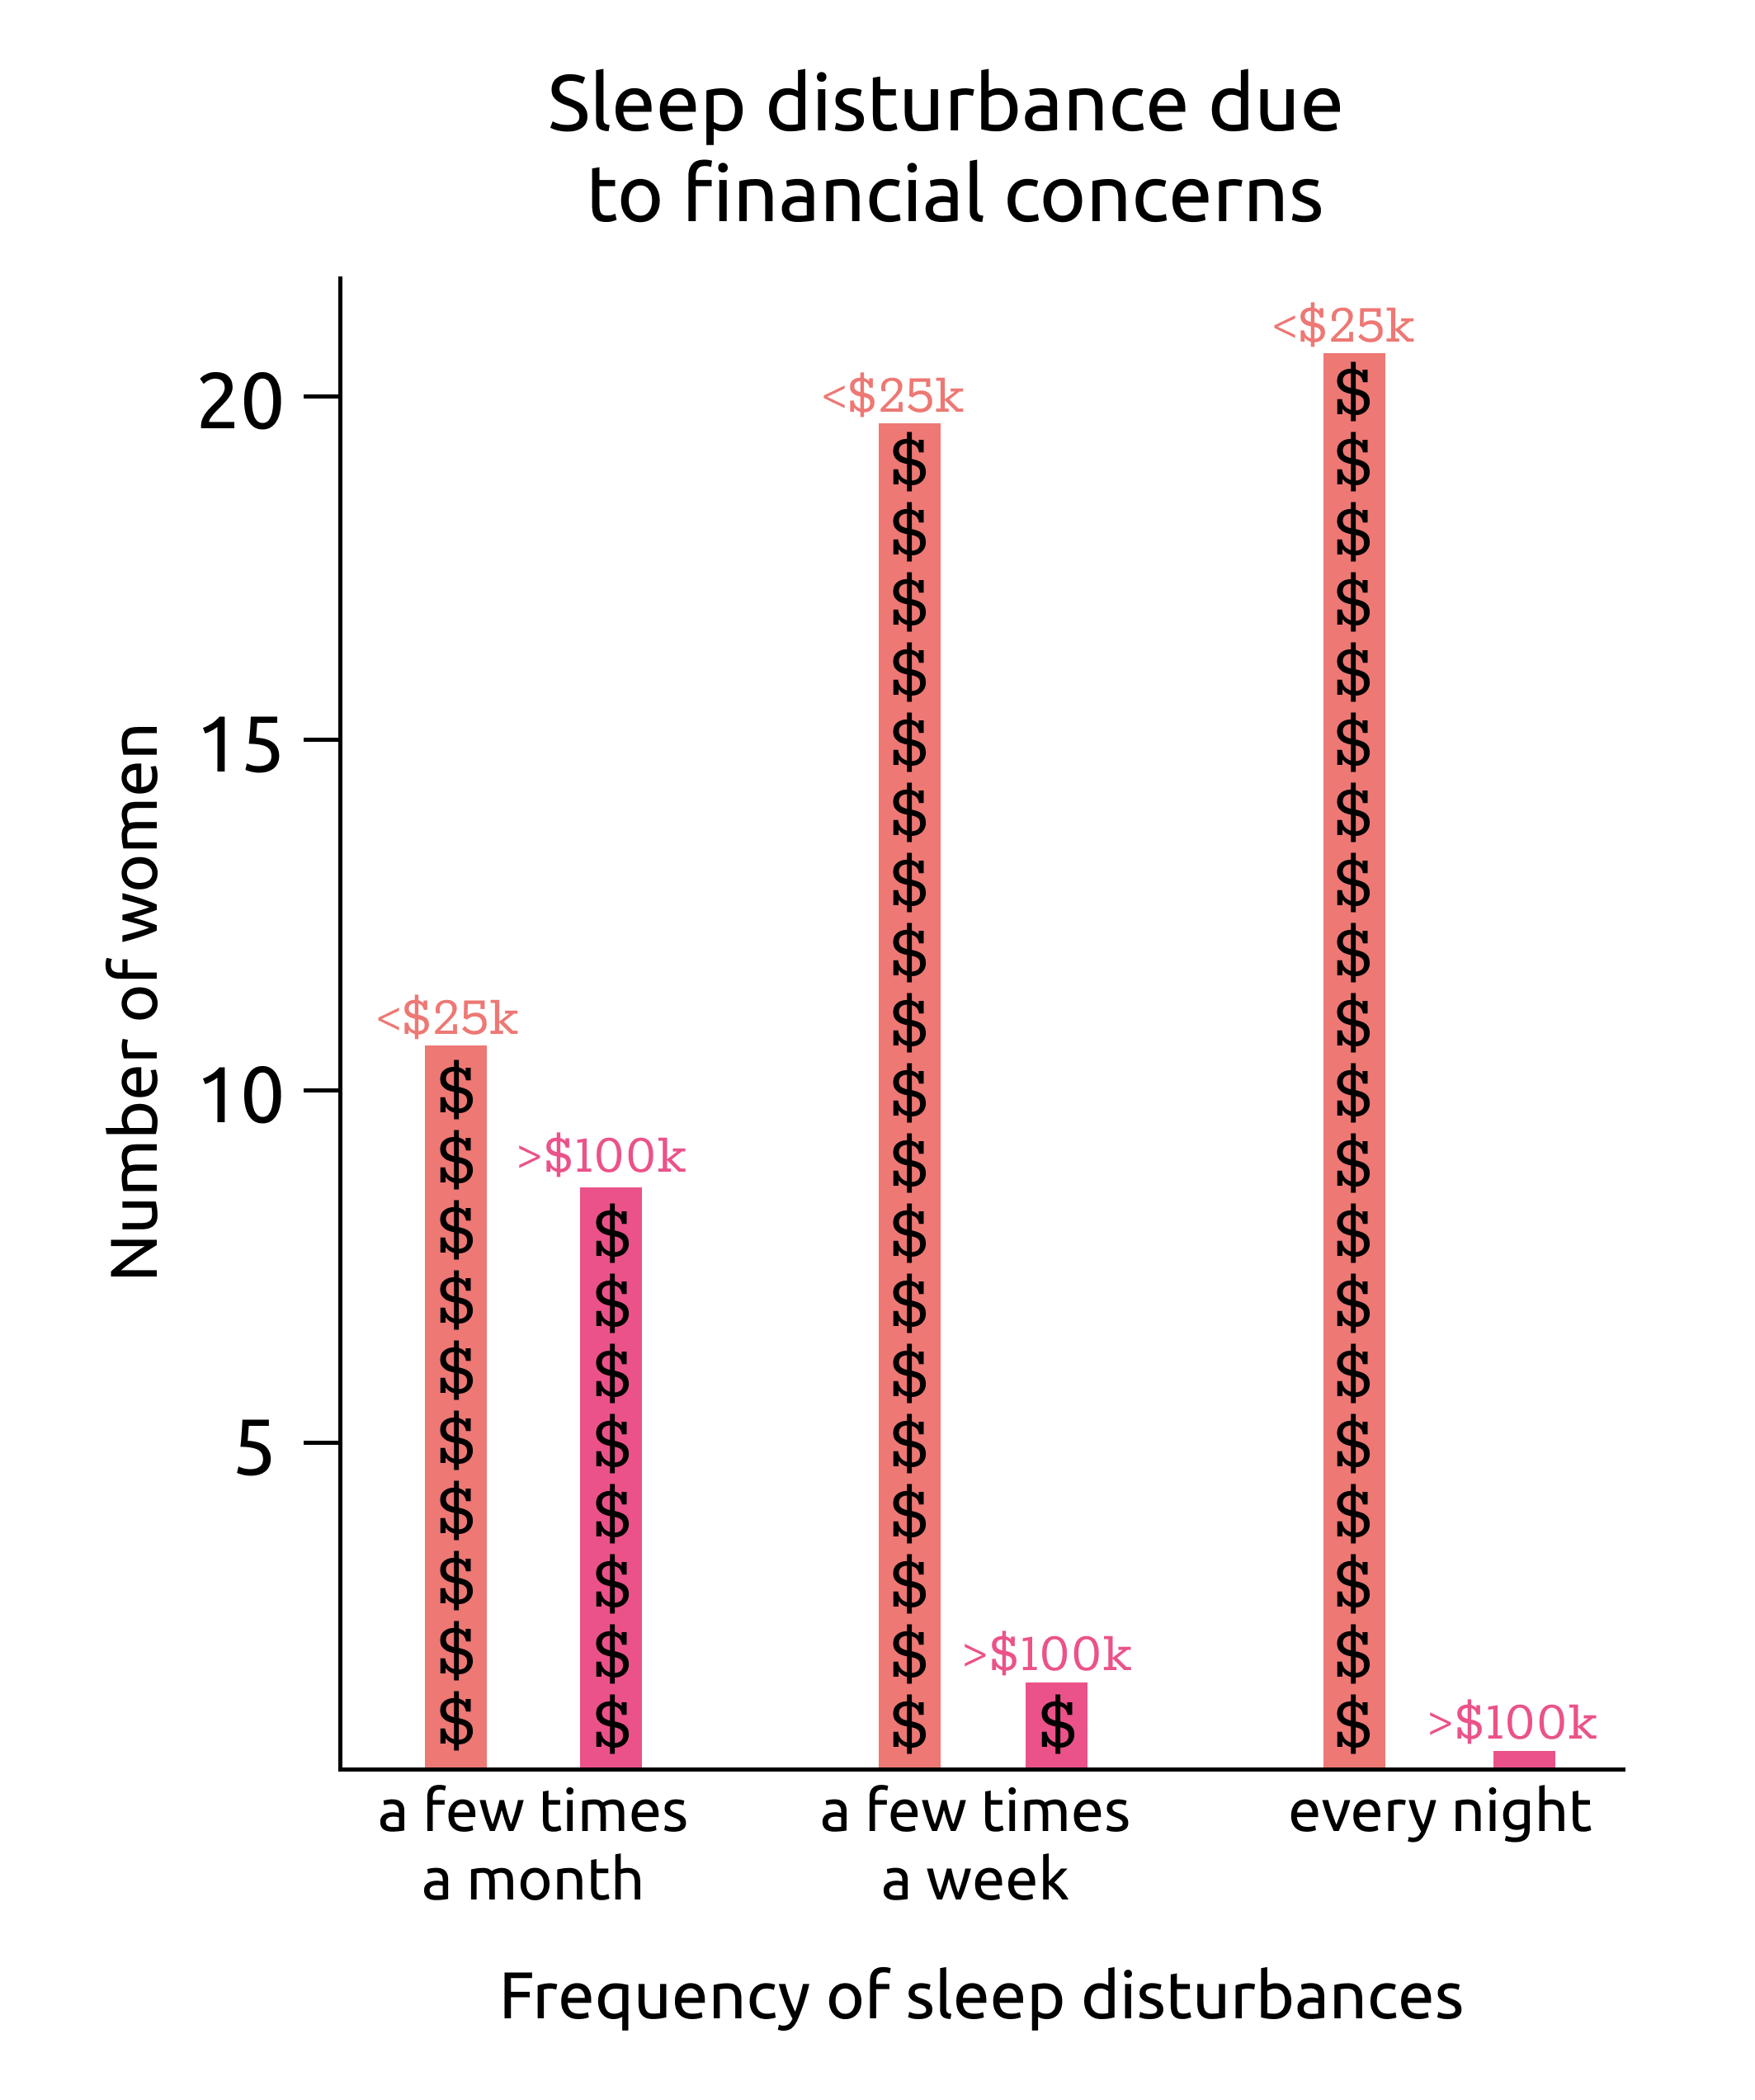 Sleep disturbance due
to financial concerns
<$25k
20 <$25k $
$ $
$ $
$ $
$ $
15 $ $
$ $
$ $
$ $
<$25k $ $
10 $ $ $
$ >$100k $ $
$ $ $ $
$ $ $ $
$ $ $ $
5 $ $ $ $
$ $ $ $
$ $ $ $
$ $ $ >$100k $
$ $ $ $ $ >$100k
Number of women
a few times
a month
a few times
a week
every night
Frequency of sleep disturbances